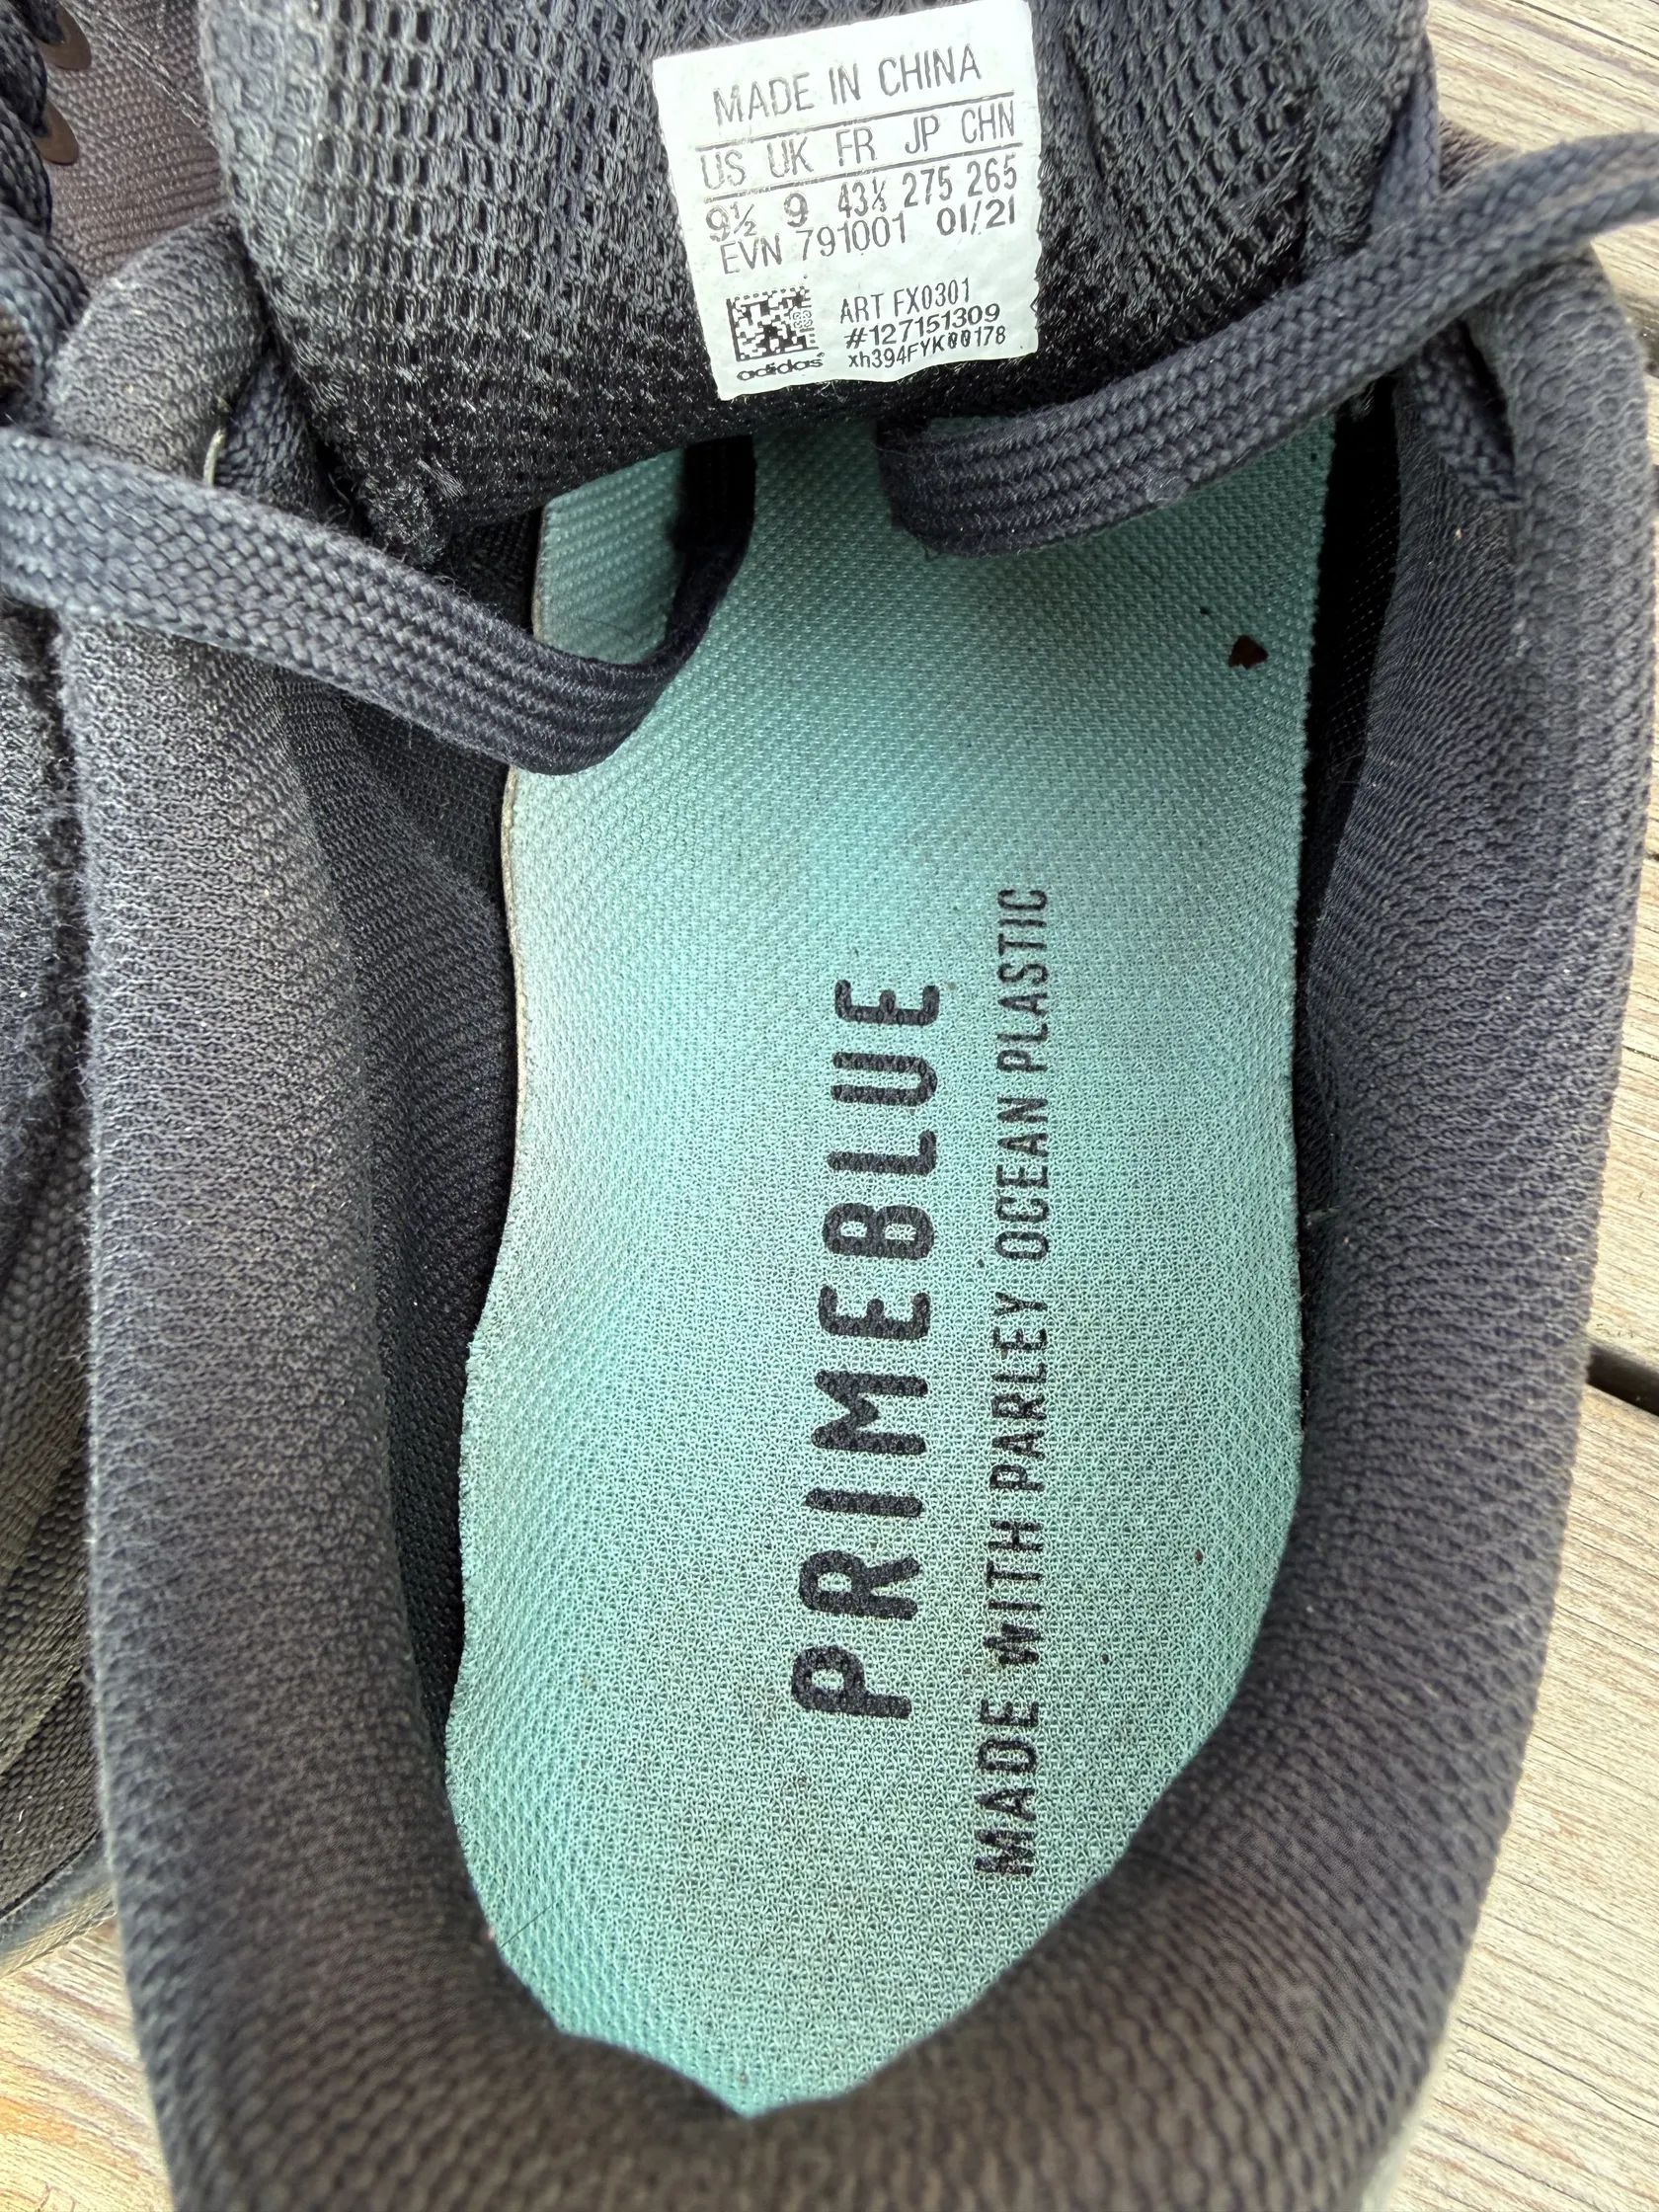 MADE IN CHINA
US UK FR JP CHN
9½ 9 43⅓ 275 265
EVN 791001 01/21
ART FX0301
#127151309
xh394FYK00178
adidas
PRIMEBLUE
MADE WITH PARLEY OCEAN PLASTIC